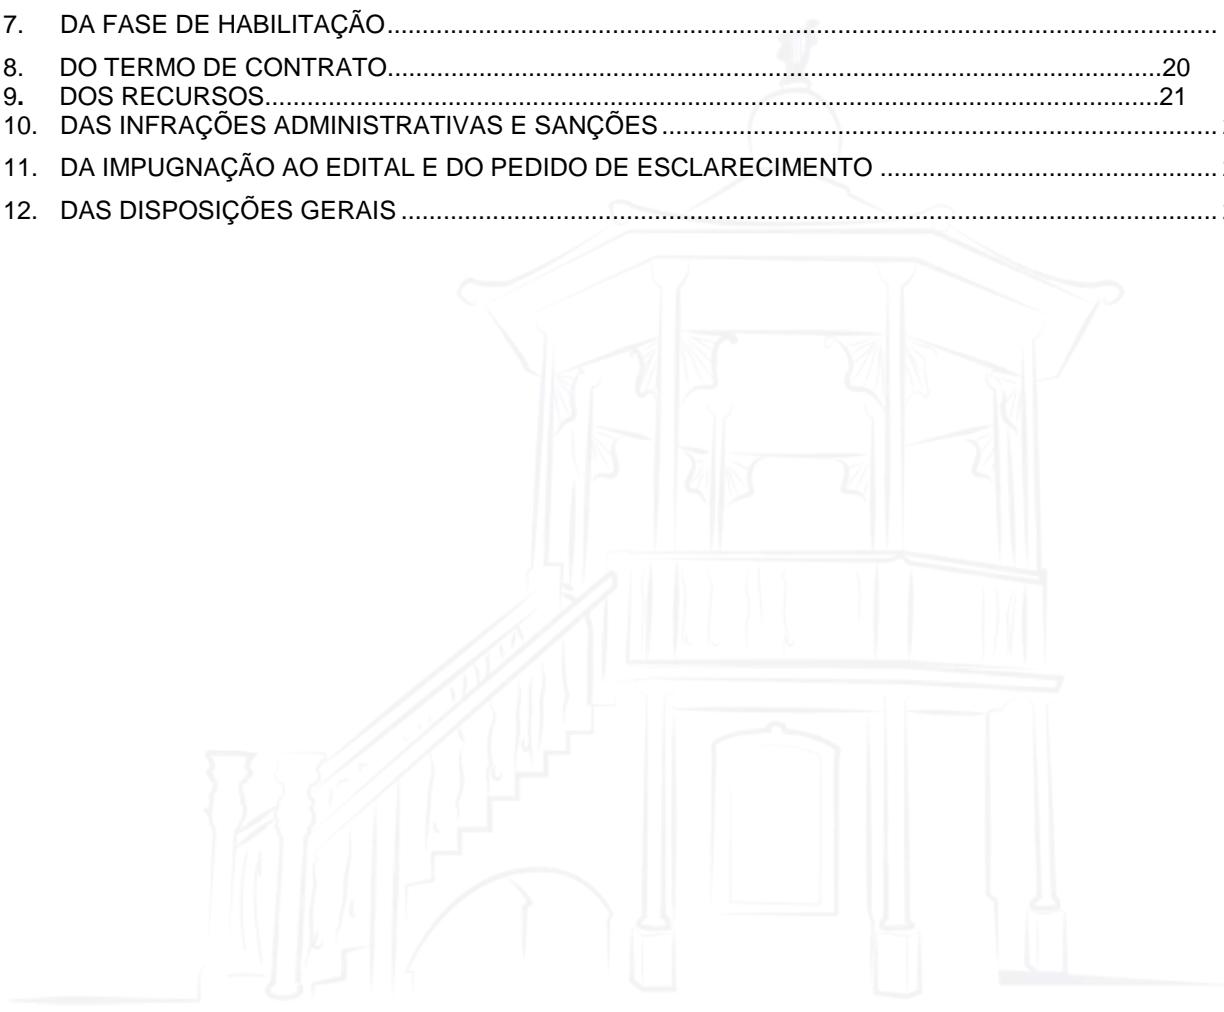 7. DA FASE DE HABILITAÇÃO........................................................................................................................
8. DO TERMO DE CONTRATO................................................................................................................20
9. DOS RECURSOS.................................................................................................................................21
10. DAS INFRAÇÕES ADMINISTRATIVAS E SANÇÕES................................................................................
11. DA IMPUGNAÇÃO AO EDITAL E DO PEDIDO DE ESCLARECIMENTO.................................................
12. DAS DISPOSIÇÕES GERAIS......................................................................................................................